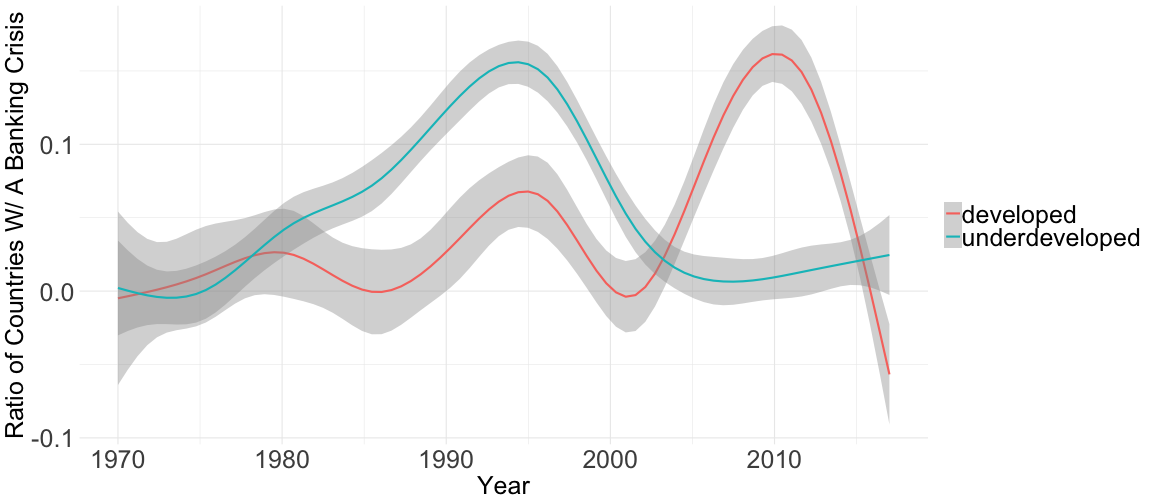 Ratio of Countries W/ A Banking Crisis
0.1
0.0
-0.1
1970 1980 1990 2000 2010
Year
developed
underdeveloped